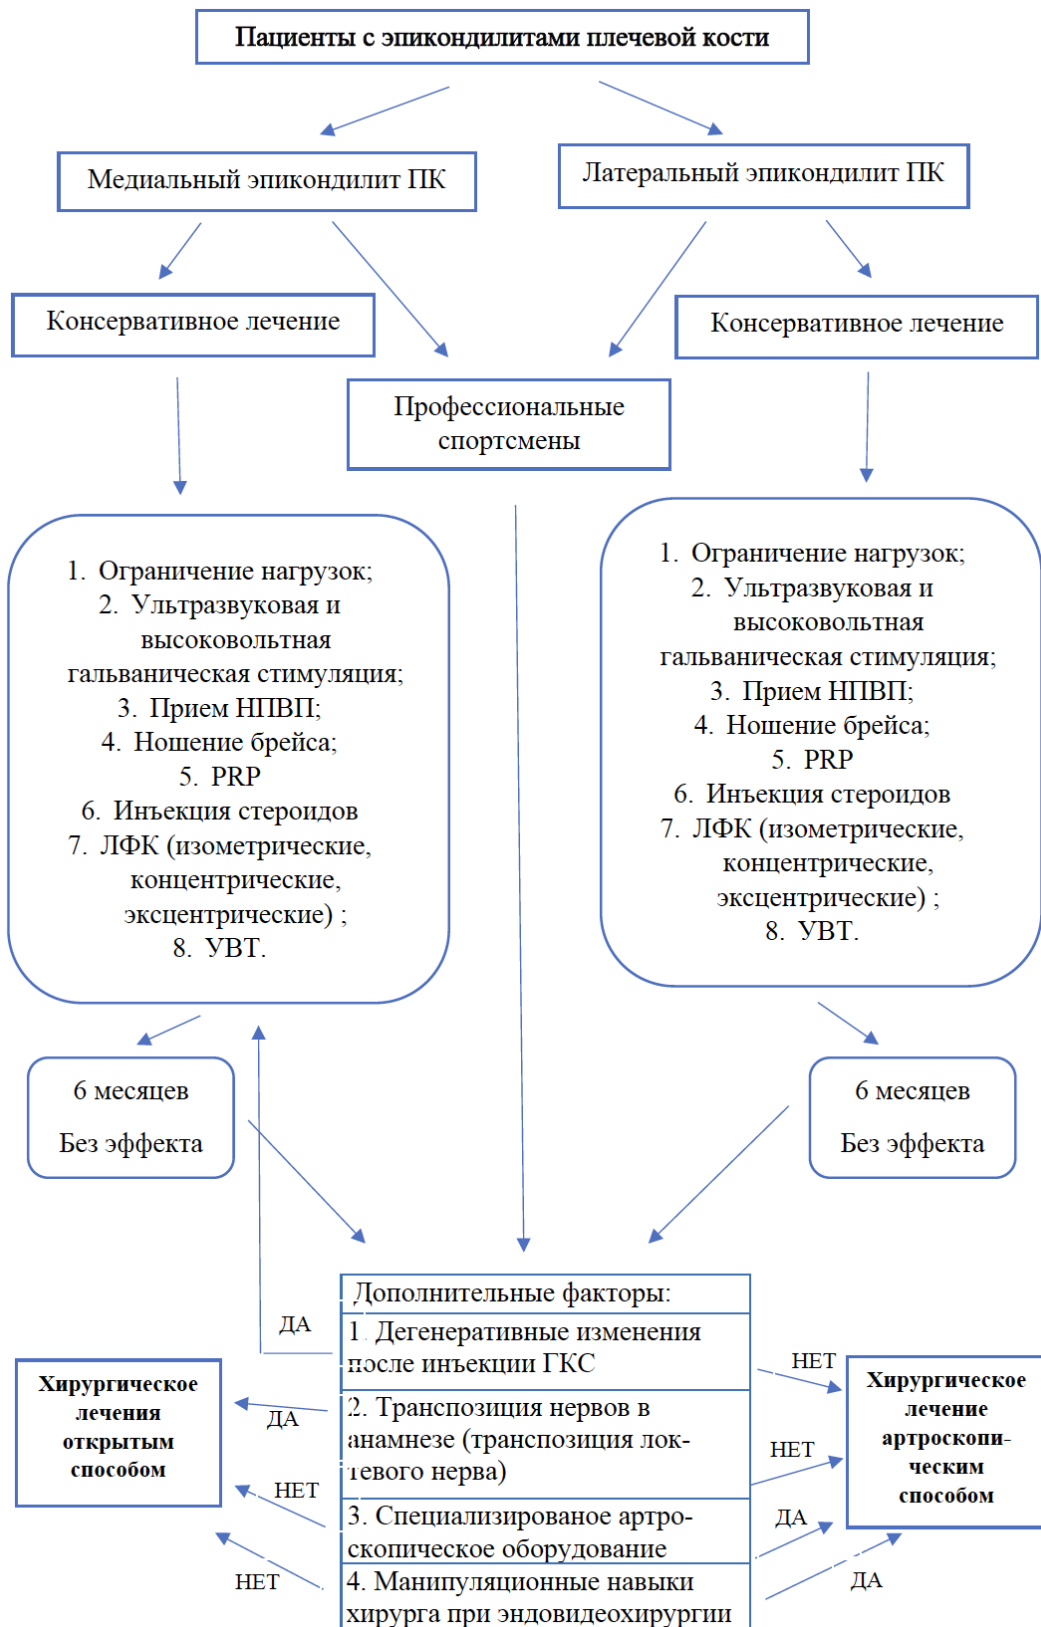 Пациенты с эпикондилитами плечевой кости
Медиальный эпикондилит ПК
Латеральный эпикондилит ПК
Консервативное лечение
Консервативное лечение
Профессиональные
спортсмены
1. Ограничение нагрузок;
2. Ультразвуковая и
высоковольтная
гальваническая стимуляция;
3. Прием НПВП;
4. Ношение брейса;
5. PRP
6. Инъекция стероидов
7. ЛФК (изометрические,
концентрические,
эксцентрические) ;
8. УВТ.
1. Ограничение нагрузок;
2. Ультразвуковая и
высоковольтная
гальваническая стимуляция;
3. Прием НПВП;
4. Ношение брейса;
5. PRP
6. Инъекция стероидов
7. ЛФК (изометрические,
концентрические,
эксцентрические) ;
8. УВТ.
6 месяцев
Без эффекта
6 месяцев
Без эффекта
Дополнительные факторы:
1. Дегенеративные изменения
после инъекции ГКС
2. Транспозиция нервов в
анамнезе (транспозиция лок-
тевого нерва)
3. Специализированое артро-
скопическое оборудование
4. Манипуляционные навыки
хирурга при эндовидеохирургии
ДА
ДА
НЕТ
НЕТ
Хирургическое
лечения
открытым
способом
НЕТ
НЕТ
ДА
ДА
Хирургическое
лечение
артроскопи-
ческим
способом